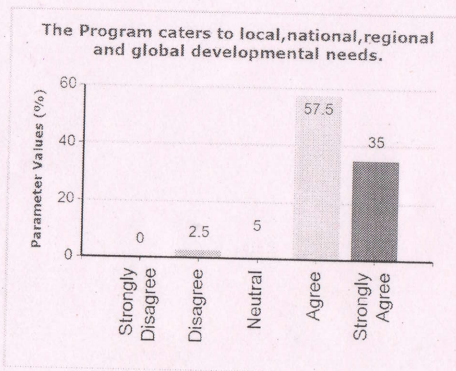 The Program caters to local,national,regional
and global developmental needs.
Parameter Values (%)
60
40
20
0
0
2.5
5
57.5
35
Strongly
Disagree
Disagree
Neutral
Agree
Strongly
Agree